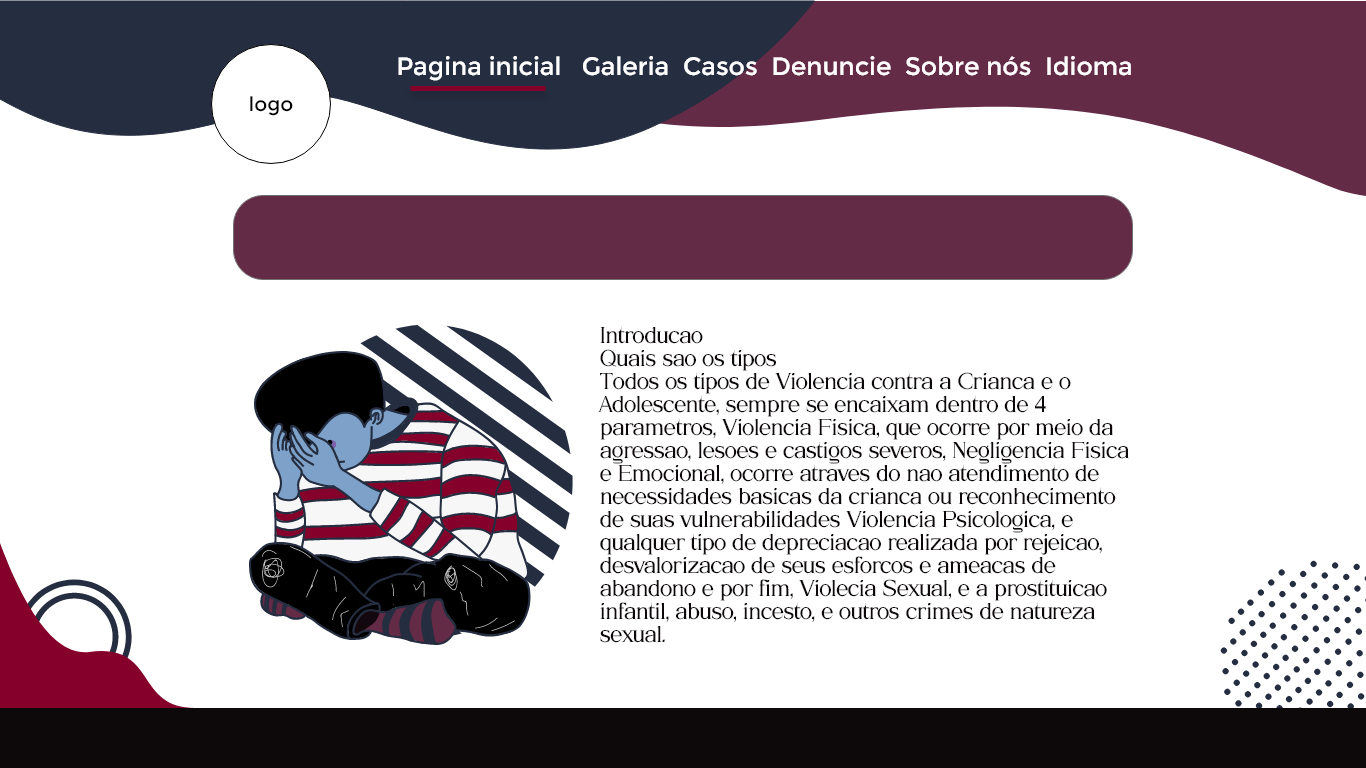 logo
Pagina inicial Galeria Casos Denuncie Sobre nós Idioma
Introducao
Quais sao os tipos
Todos os tipos de Violencia contra a Crianca e o
Adolescente, sempre se encaixam dentro de 4
parametros, Violencia Fisica, que ocorre por meio da
agressao, lesoes e castigos severos, Negligencia Fisica
e Emocional, ocorre atraves do nao atendimento de
necessidades basicas da crianca ou reconhecimento
de suas vulnerabilidades Violencia Psicologica, e
qualquer tipo de depreciacao realizada por rejeicao,
desvalorizacao de seus esforcos e ameacas de
abandono e por fim, Violecia Sexual, e a prostituicao
infantil, abuso, incesto, e outros crimes de natureza
sexual.